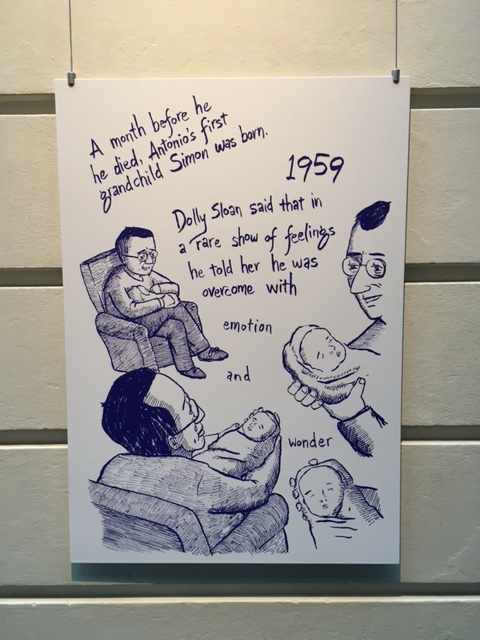 A month before he
he died, Antonio's first
grandchild Simon was born.
1959
Dolly Sloan said that in
a rare show of feelings
he told her he was
overcome with
emotion
and
wonder